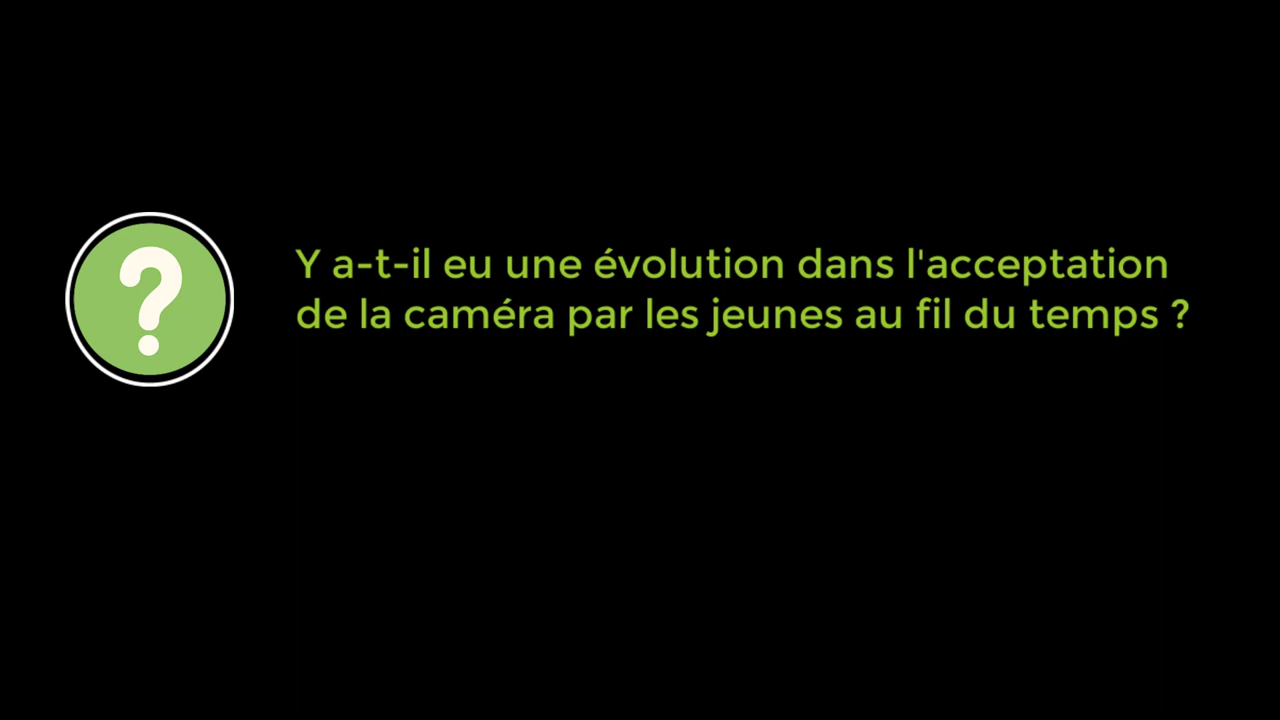 Y a-t-il eu une évolution dans l'acceptation
de la caméra par les jeunes au fil du temps ?